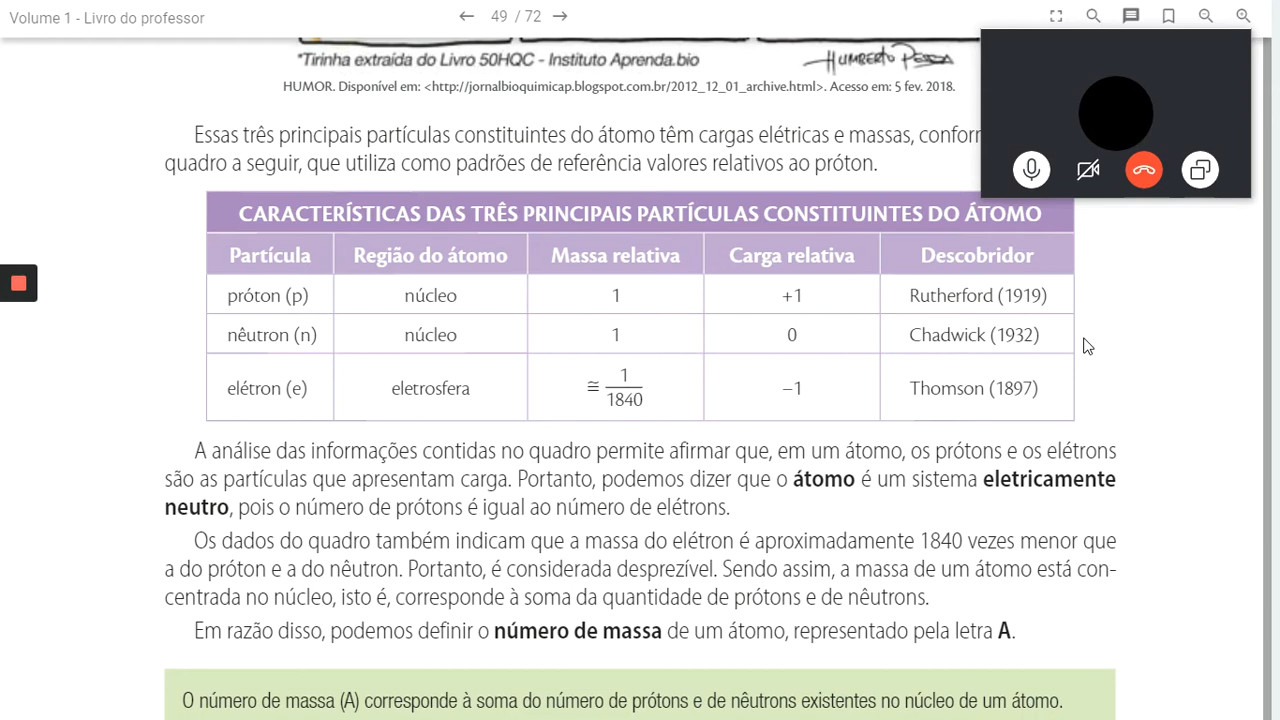 Volume 1 - Livro do professor
49 / 72
*Tirinha extraída do Livro 50HQC - Instituto Aprenda.bio
HUMBERTO PESSA
HUMOR. Disponível em: <http://jornalbioquimicap.blogspot.com.br/2012_12_01_archive.html>. Acesso em: 5 fev. 2018.
Essas três principais partículas constituintes do átomo têm cargas elétricas e massas,
quadro a seguir, que utiliza como padrões de referência valores relativos ao próton.
CARACTERÍSTICAS DAS TRÊS PRINCIPAIS PARTÍCULAS CONSTITUINTES DO ÁTOMO
Partícula Região do átomo Massa relativa Carga relativa Descobridor
próton (p) núcleo 1 +1 Rutherford (1919)
nêutron (n) núcleo 1 0 Chadwick (1932)
elétron (e) eletrosfera ≅ 1/1840 –1 Thomson (1897)
A análise das informações contidas no quadro permite afirmar que, em um átomo, os prótons e os elétrons
são as partículas que apresentam carga. Portanto, podemos dizer que o átomo é um sistema eletricamente
neutro, pois o número de prótons é igual ao número de elétrons.
Os dados do quadro também indicam que a massa do elétron é aproximadamente 1840 vezes menor que
a do próton e a do nêutron. Portanto, é considerada desprezível. Sendo assim, a massa de um átomo está con-
centrada no núcleo, isto é, corresponde à soma da quantidade de prótons e de nêutrons.
Em razão disso, podemos definir o número de massa de um átomo, representado pela letra A.
O número de massa (A) corresponde à soma do número de prótons e de nêutrons existentes no núcleo de um átomo.